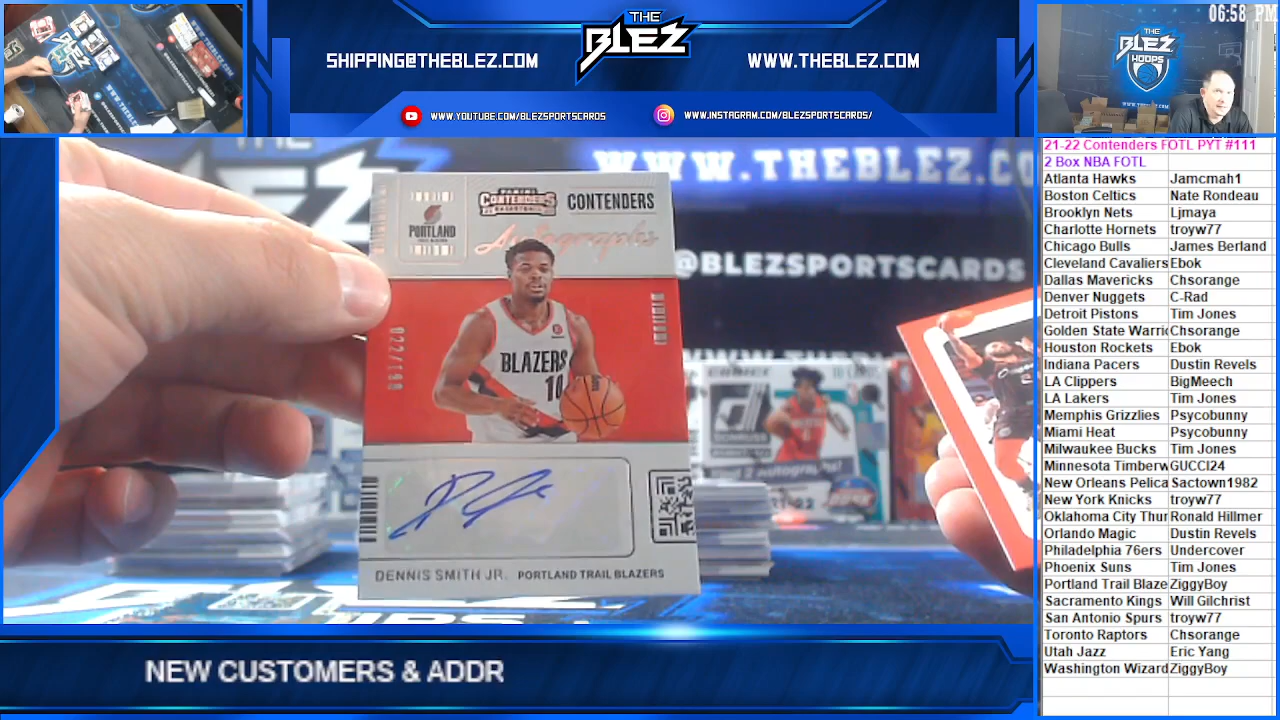 06:58 PM
THE
BLEZ
SHIPPING@THEBLEZ.COM
WWW.THEBLEZ.COM
WWW.YOUTUBE.COM/BLEZSPORTSCARDS
WWW.INSTAGRAM.COM/BLEZSPORTSCARDS/
THE
BLEZ
HOOPS
WWW.THEBLEZ.CO
@BLEZSPORTSCARDS
PANINI
CONTENDERS
BASKETBALL
CONTENDERS
PORTLAND
Autographs
022/199
BLAZERS
10
DENNIS SMITH JR. PORTLAND TRAIL BLAZERS
DONRUSS
NEW CUSTOMERS & ADDR
21-22 Contenders FOTL PYT #111
2 Box NBA FOTL
Atlanta Hawks Jamcmah1
Boston Celtics Nate Rondeau
Brooklyn Nets Ljmaya
Charlotte Hornets troyw77
Chicago Bulls James Berland
Cleveland Cavaliers Ebok
Dallas Mavericks Chsorange
Denver Nuggets C-Rad
Detroit Pistons Tim Jones
Golden State Warri Chsorange
Houston Rockets Ebok
Indiana Pacers Dustin Revels
LA Clippers BigMeech
LA Lakers Tim Jones
Memphis Grizzlies Psycobunny
Miami Heat Psycobunny
Milwaukee Bucks Tim Jones
Minnesota Timberw GUCCI24
New Orleans Pelica Sactown1982
New York Knicks troyw77
Oklahoma City Thun Ronald Hillmer
Orlando Magic Dustin Revels
Philadelphia 76ers Undercover
Phoenix Suns Tim Jones
Portland Trail Blaze ZiggyBoy
Sacramento Kings Will Gilchrist
San Antonio Spurs troyw77
Toronto Raptors Chsorange
Utah Jazz Eric Yang
Washington Wizard ZiggyBoy